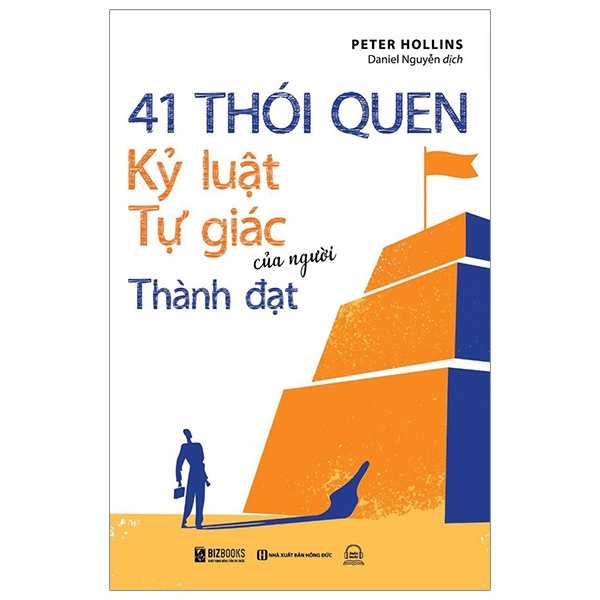 PETER HOLLINS
Daniel Nguyễn dịch
41 THÓI QUEN
Kỷ luật
Tự giác
của người
Thành đạt
BIZBOOKS
NHÀ XUẤT BẢN HỒNG ĐỨC